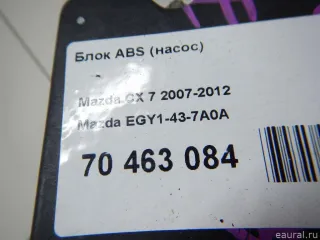 Блок ABS (насос)
Mazda CX 7 2007-2012
Mazda EGY1-43-7A0A
70 463 084
eaural.ru